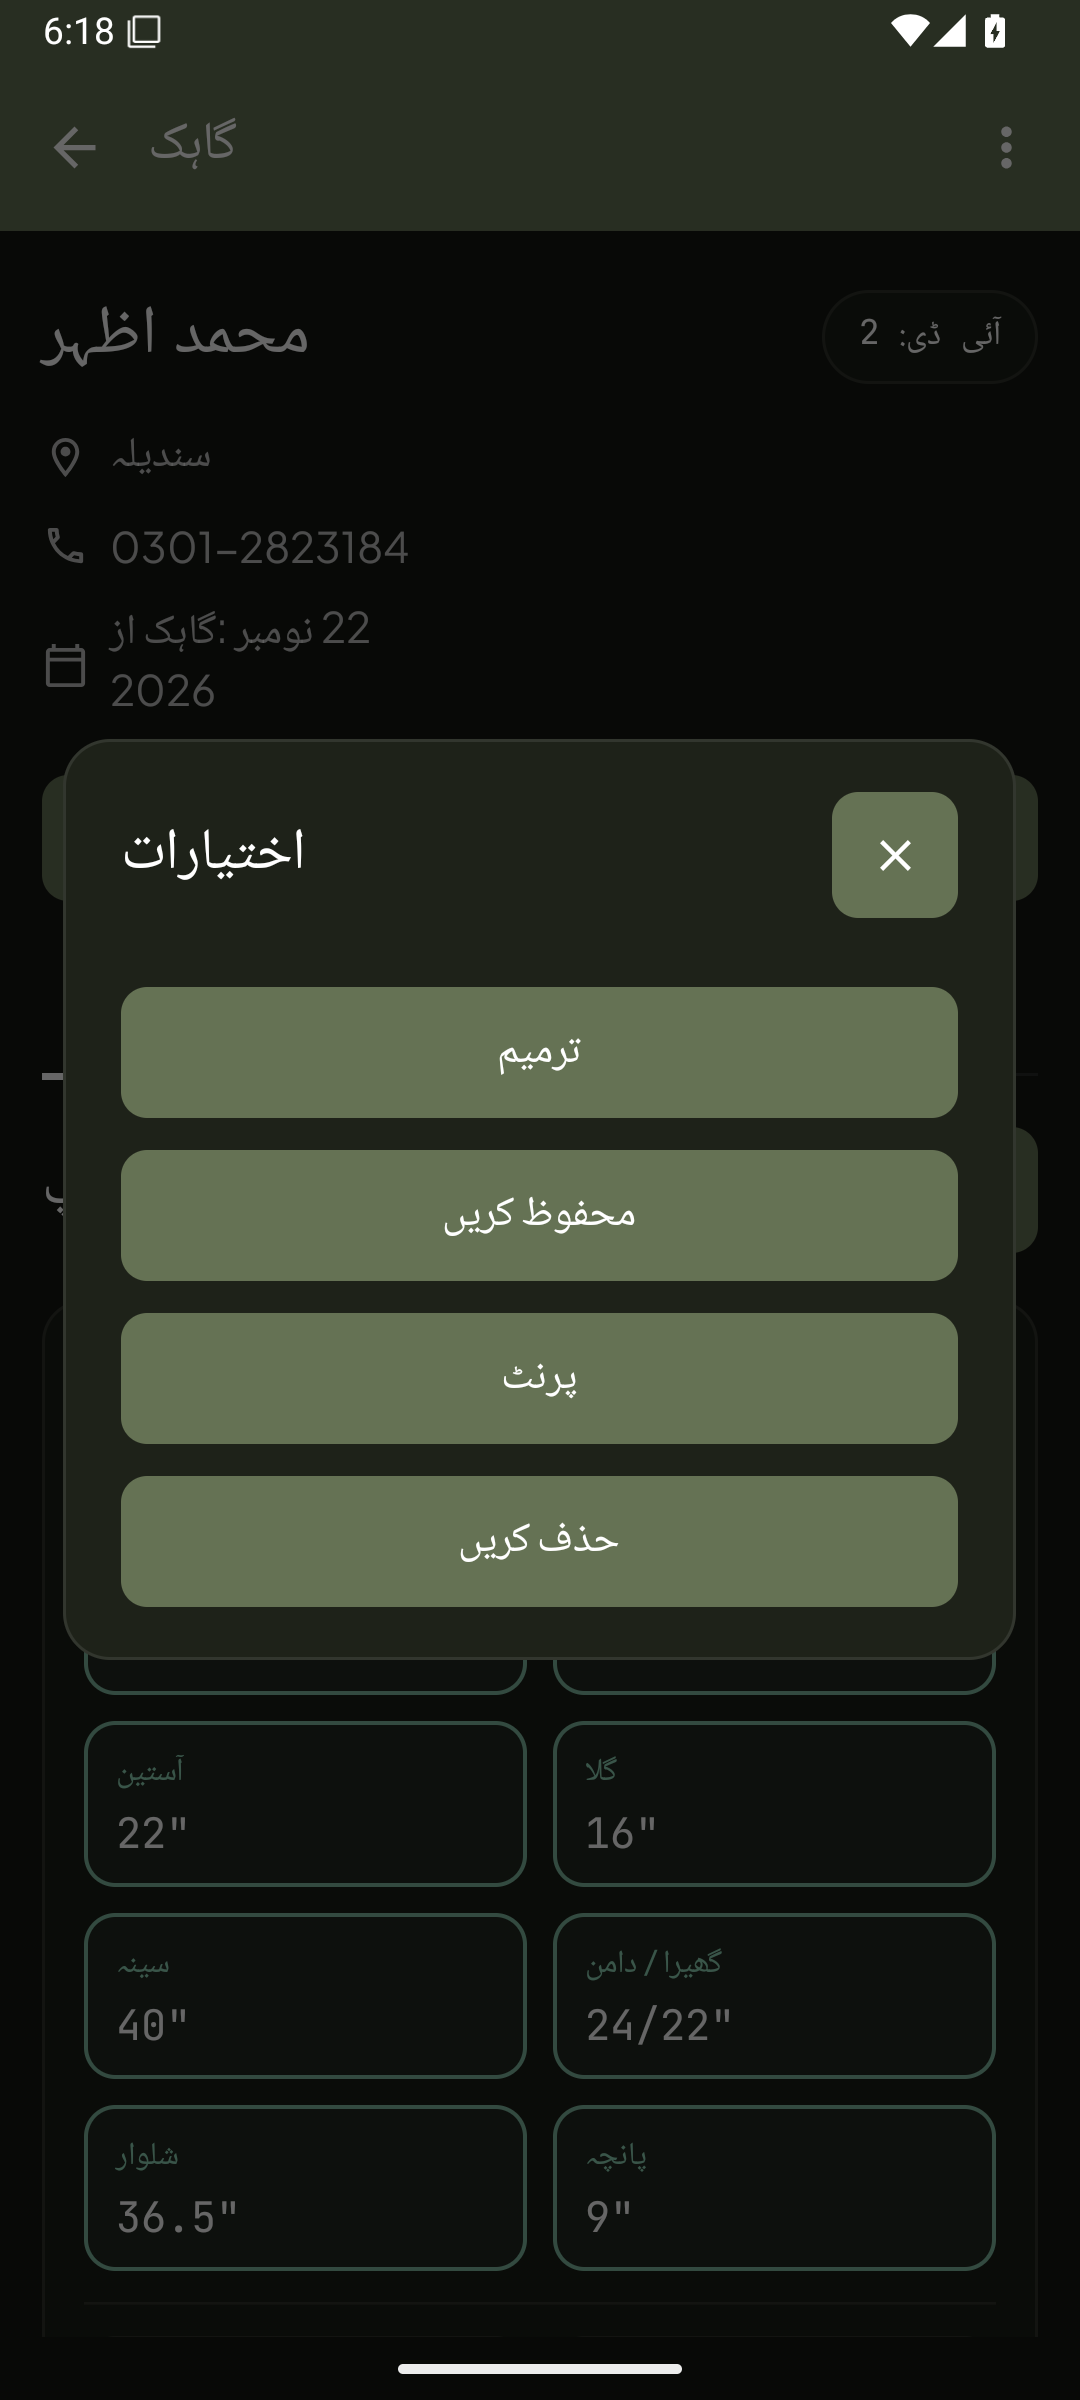 6:18
گاہک
محمد اظہر
آئی ڈی: 2
سندیلہ
0301-2823184
گاہک از: 22 نومبر
2026
اختیارات
ترمیم
محفوظ کریں
پرنٹ
حذف کریں
آستین
22"
گلا
16"
سینہ
40"
گھیرا / دامن
24/22"
شلوار
36.5"
پانچہ
9"